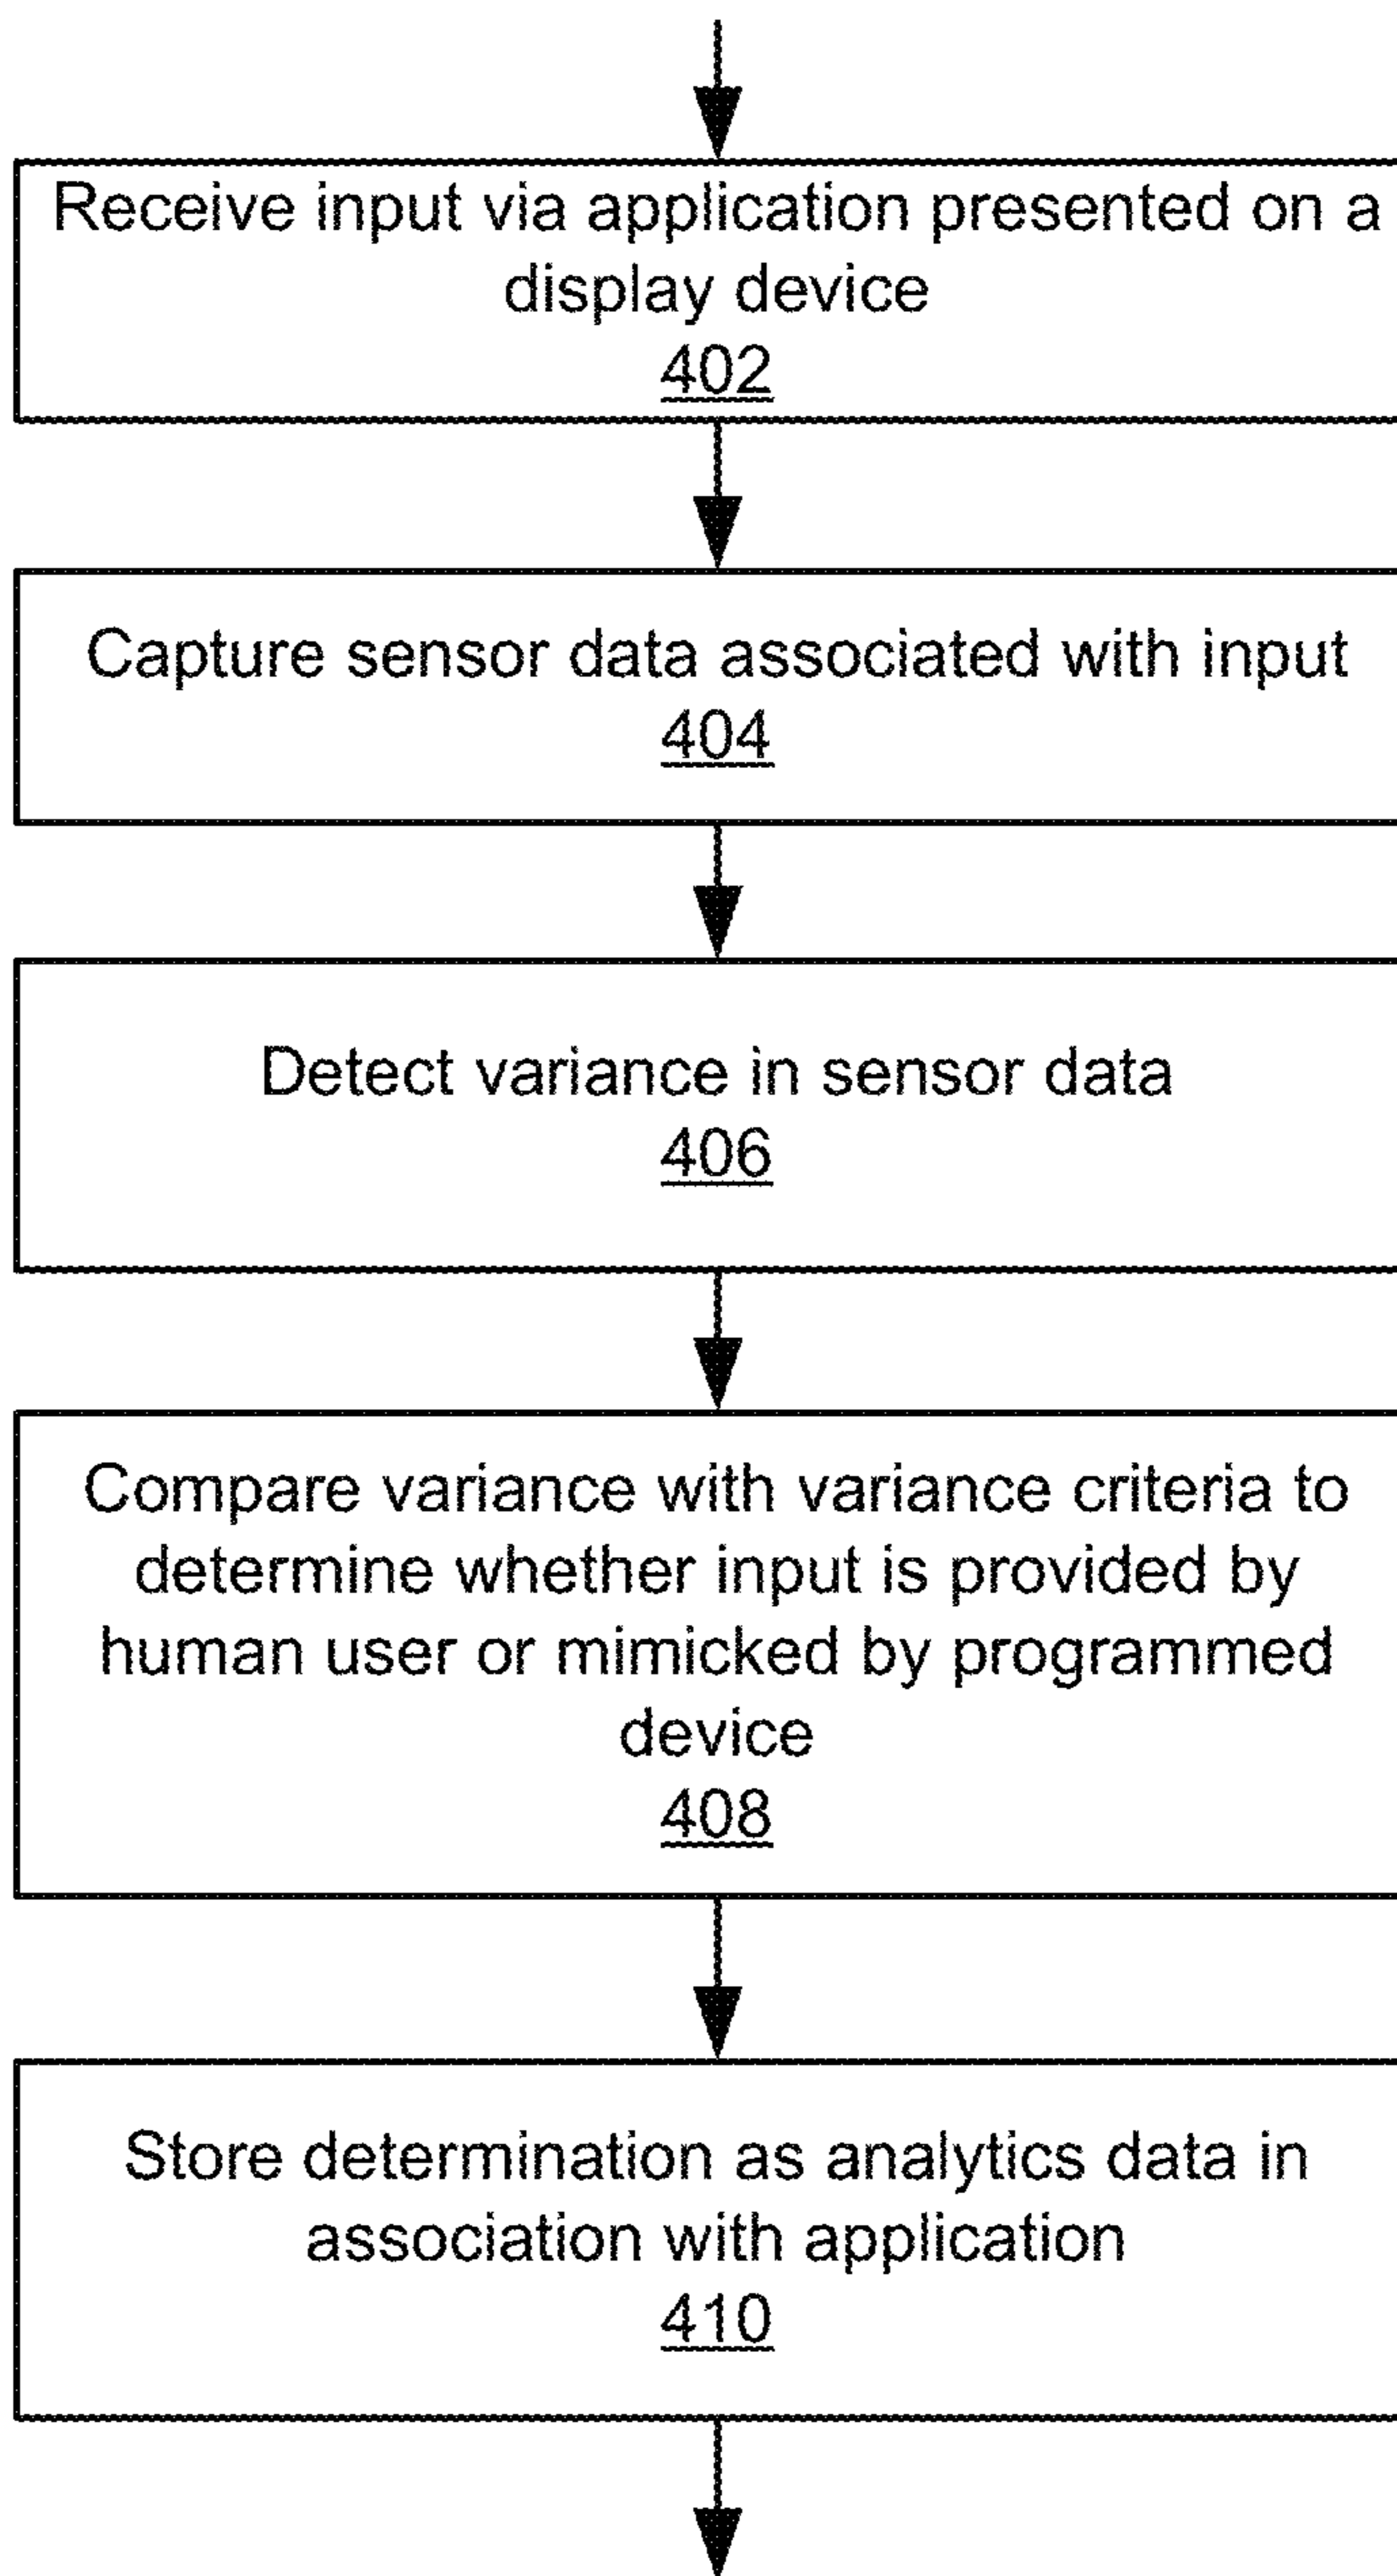 Receive input via application presented on a
display device
402
Capture sensor data associated with input
404
Detect variance in sensor data
406
Compare variance with variance criteria to
determine whether input is provided by
human user or mimicked by programmed
device
408
Store determination as analytics data in
association with application
410